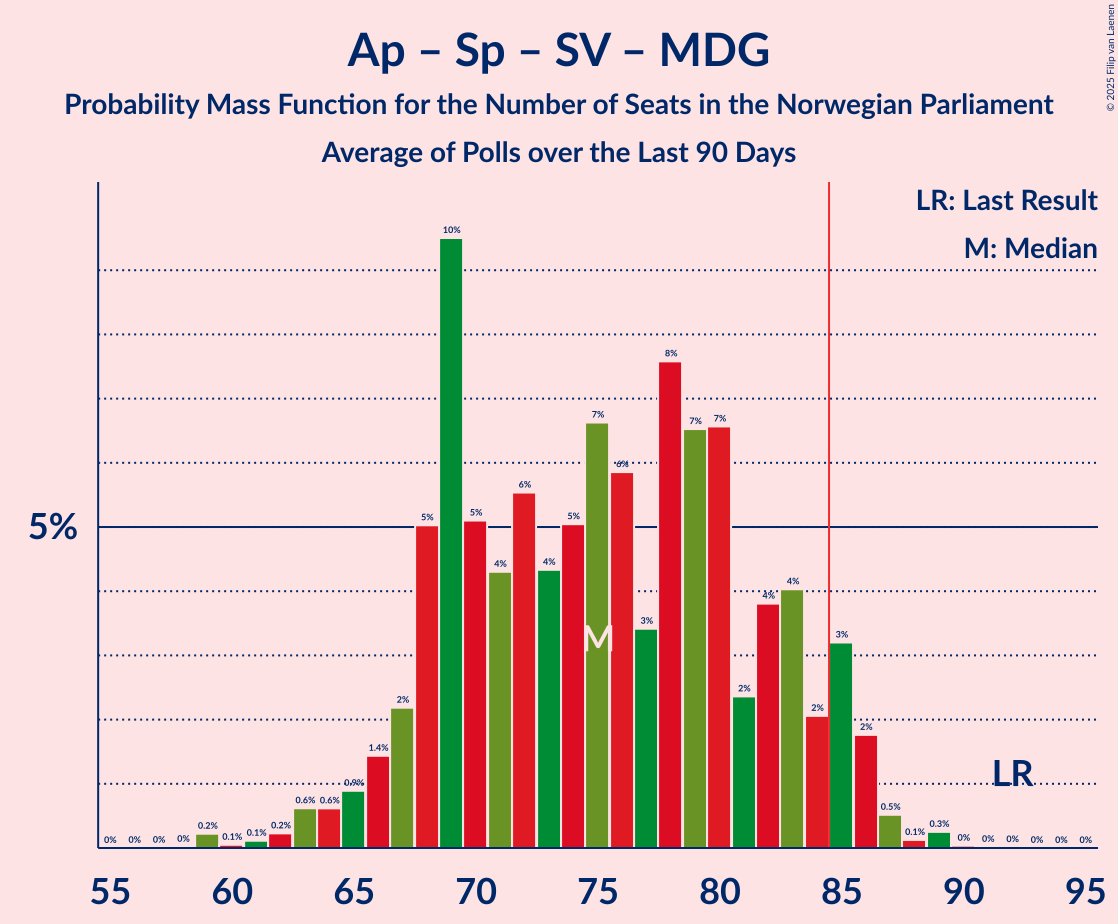 Ap – Sp – SV – MDG
Probability Mass Function for the Number of Seats in the Norwegian Parliament
Average of Polls over the Last 90 Days
© 2025 Filip van Laenen
LR: Last Result
M: Median
5%
0% 0% 0% 0% 0.2% 0.1% 0.1% 0.2% 0.6% 0.6% 0.9% 1.4% 2% 5% 10% 5% 4% 6% 4% 5% 7% 6% 3% 8% 7% 7% 2% 4% 4% 2% 3% 2% 0.5% 0.1% 0.3% 0% 0% 0% 0% 0% 0%
M
LR
55 60 65 70 75 80 85 90 95